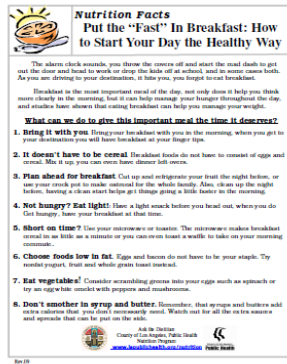 Nutrition Facts
Put the “Fast” In Breakfast: How
to Start Your Day the Healthy Way
The alarm clock sounds, you throw the covers off and start the mad dash to get
out the door and head to work or drop the kids off at school, and in some cases both.
As you are driving to your destination, it hits you, you forgot to eat breakfast.
Breakfast is the most important meal of the day, not only does it help you think
more clearly in the morning, but it can help manage your hunger throughout the day,
and studies have shown that eating breakfast can help you manage your weight.
What can we do to give this important meal the time it deserves?
1. Bring it with you. Bring your breakfast with you in the morning, when you get to
your destination you will have breakfast at your finger tips.
2. It doesn’t have to be cereal. Breakfast foods do not have to consist of eggs and
cereal. Mix it up, you can even have dinner left overs.
3. Plan ahead for breakfast. Cut up and refrigerate your fruit the night before, or
use your crock pot to make oatmeal for the whole family. Also, clean up the night
before, having a clean start helps get things going a little faster in the morning.
4. Not hungry? Eat light!: Have a light snack before you head out, when you do
Get hungry, have your breakfast at that time.
5. Short on time? Use your microwave or toaster. The microwave makes breakfast
cereal in as little as a minute or you can even toast a waffle to take on your morning
commute.
6. Choose foods low in fat. Eggs and bacon do not have to be your staple. Try
nonfat yogurt, fruit and whole grain toast instead.
7. Eat vegetables! Consider scrambling greens into your eggs such as spinach or
try an egg white omelet with peppers and mushrooms.
8. Don’t smother in syrup and butter. Remember, that syrups and butters add
extra calories that you don't necessarily need. Watch out for all the extra sauces
and spreads that can be put on the side.
Ask the Dietitian
County of Los Angeles, Public Health
Nutrition Program
www.lapublichealth.org/nutrition
Public Health